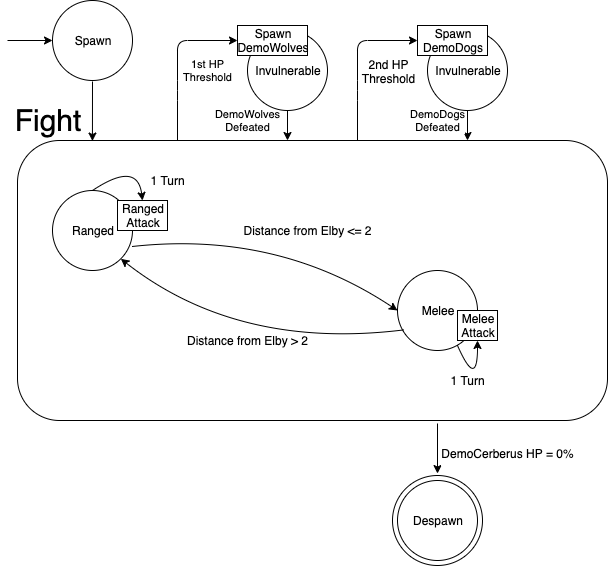 Spawn
Spawn
DemoWolves
Invulnerable
1st HP
Threshold
DemoWolves
Defeated
Spawn
DemoDogs
Invulnerable
2nd HP
Threshold
DemoDogs
Defeated
Fight
1 Turn
Ranged
Attack
Ranged
Distance from Elby <= 2
Melee
Melee
Attack
Distance from Elby > 2
1 Turn
DemoCerberus HP = 0%
Despawn